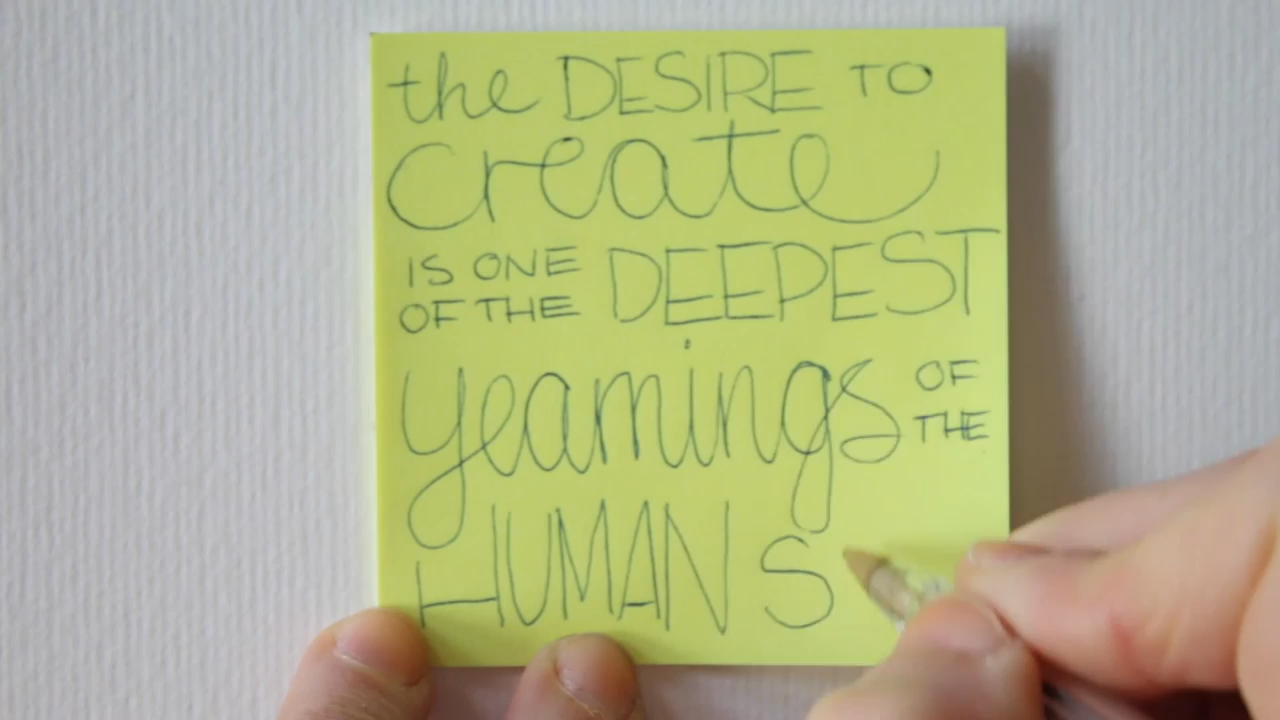 the DESIRE TO
create
IS ONE
OF THE DEEPEST
yearnings OF
THE
HUMAN S